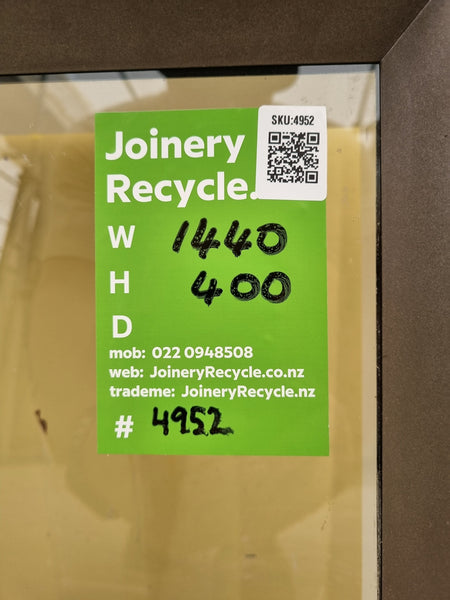 SKU:4952
Joinery
Recycle.
W 1440
H 400
D
mob: 022 0948508
web: JoineryRecycle.co.nz
trademe: JoineryRecycle.nz
# 4952